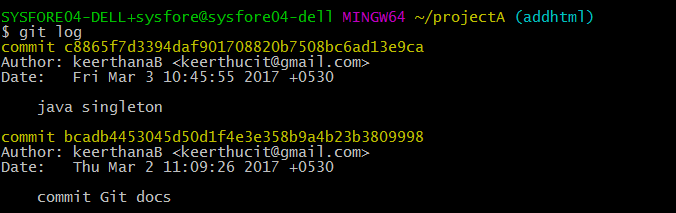 SYSFORE04-DELL+sysfore@sysfore04-dell MINGW64 ~/projectA (addhtml)
$ git log
commit c8865f7d3394daf901708820b7508bc6ad13e9ca
Author: keerthanaB <keerthucit@gmail.com>
Date:   Fri Mar 3 10:45:55 2017 +0530
java singleton
commit bcadb4453045d50d1f4e3e358b9a4b23b3809998
Author: keerthanaB <keerthucit@gmail.com>
Date:   Thu Mar 2 11:09:26 2017 +0530
commit Git docs